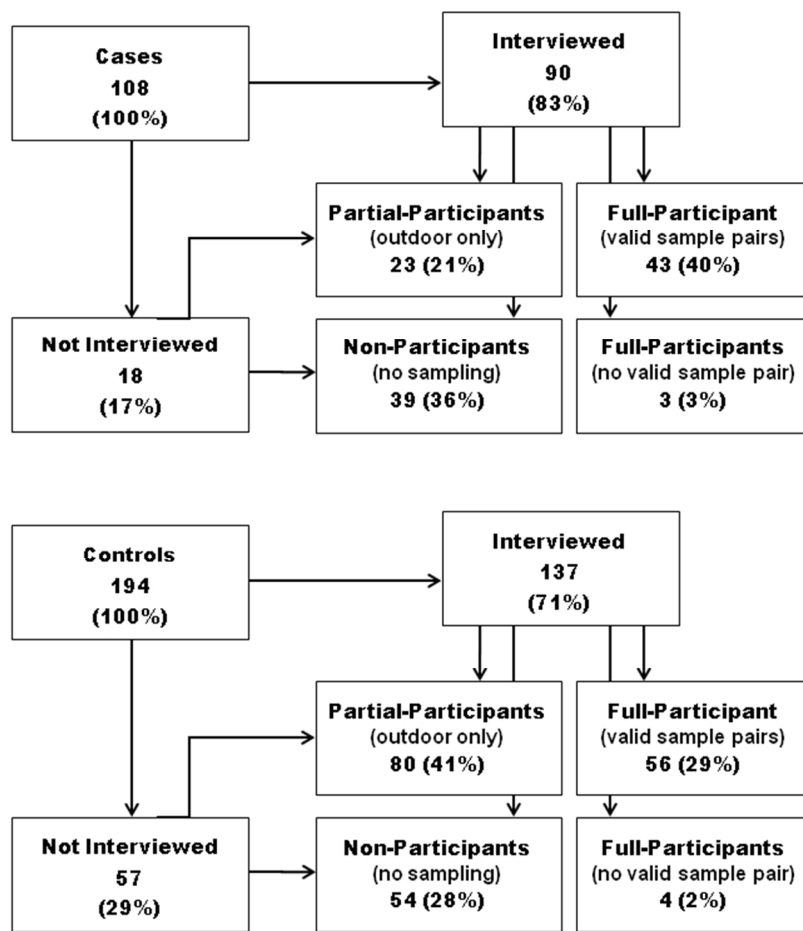 Cases
108
(100%)
Interviewed
90
(83%)
Partial-Participants
(outdoor only)
23 (21%)
Full-Participant
(valid sample pairs)
43 (40%)
Not Interviewed
18
(17%)
Non-Participants
(no sampling)
39 (36%)
Full-Participants
(no valid sample pair)
3 (3%)
Controls
194
(100%)
Interviewed
137
(71%)
Partial-Participants
(outdoor only)
80 (41%)
Full-Participant
(valid sample pairs)
56 (29%)
Not Interviewed
57
(29%)
Non-Participants
(no sampling)
54 (28%)
Full-Participants
(no valid sample pair)
4 (2%)